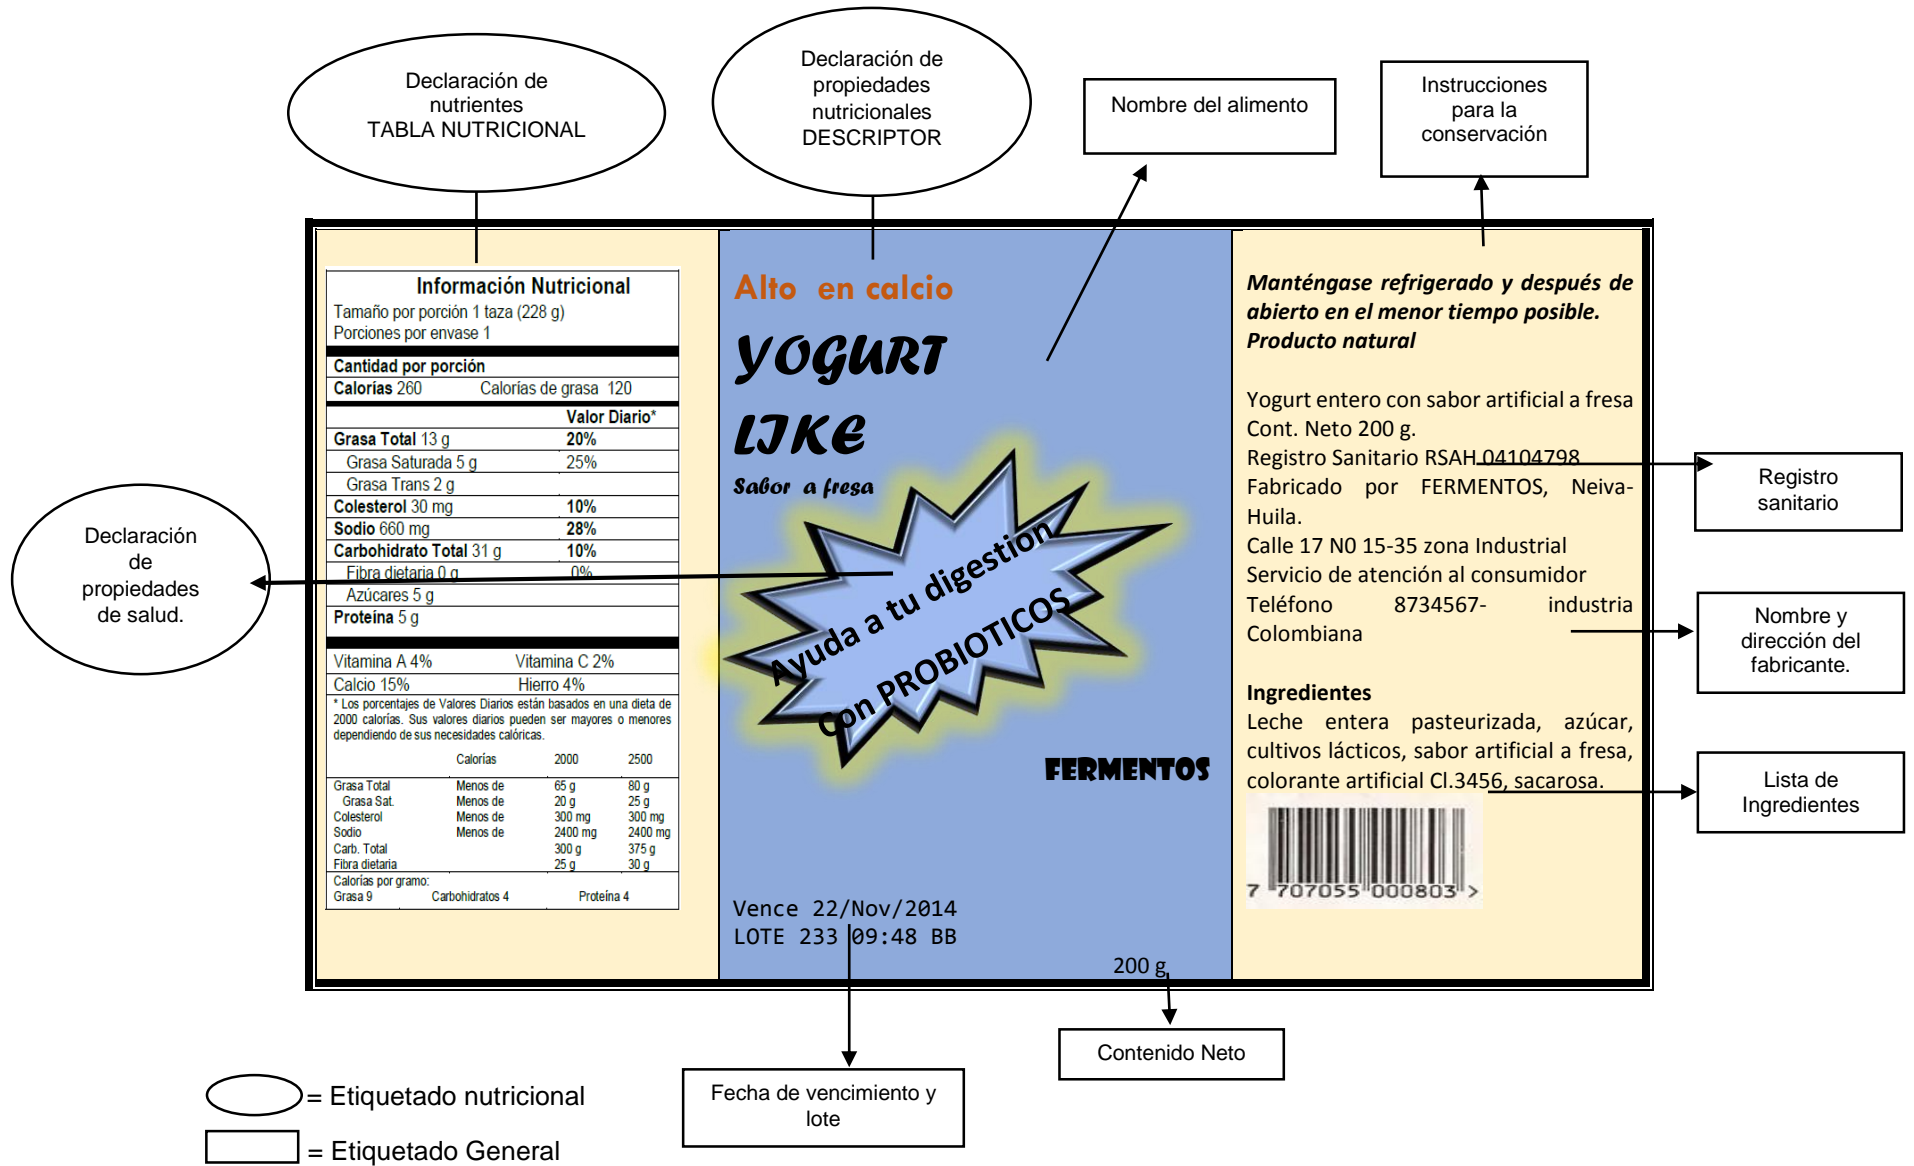 Declaración de
nutrientes
TABLA NUTRICIONAL
Declaración de
propiedades
nutricionales
DESCRIPTOR
Nombre del alimento
Instrucciones
para la
conservación
Información Nutricional
Tamaño por porción 1 taza (228 g)
Porciones por envase 1
Cantidad por porción
Calorías 260 Calorías de grasa 120
Valor Diario*
Grasa Total 13 g 20%
Grasa Saturada 5 g 25%
Grasa Trans 2 g
Colesterol 30 mg 10%
Sodio 660 mg 28%
Carbohidrato Total 31 g 10%
Fibra dietaria 0 g 0%
Azúcares 5 g
Proteína 5 g
Vitamina A 4% Vitamina C 2%
Calcio 15% Hierro 4%
* Los porcentajes de Valores Diarios están basados en una dieta de
2000 calorías. Sus valores diarios pueden ser mayores o menores
dependiendo de sus necesidades calóricas.
Calorías 2000 2500
Grasa Total Menos de 65 g 80 g
Grasa Sat. Menos de 20 g 25 g
Colesterol Menos de 300 mg 300 mg
Sodio Menos de 2400 mg 2400 mg
Carb. Total 300 g 375 g
Fibra dietaria 25 g 30 g
Calorías por gramo:
Grasa 9 Carbohidratos 4 Proteína 4
Alto en calcio
YOGURT
LIKE
Sabor a fresa
Ayuda a tu digestion
Con PROBIOTICOS
FERMENTOS
Vence 22/Nov/2014
LOTE 233 09:48 BB
200 g
Manténgase refrigerado y después de
abierto en el menor tiempo posible.
Producto natural
Yogurt entero con sabor artificial a fresa
Cont. Neto 200 g.
Registro Sanitario RSAH 04104798
Fabricado por FERMENTOS, Neiva-
Huila.
Calle 17 N0 15-35 zona Industrial
Servicio de atención al consumidor
Teléfono 8734567- industria
Colombiana
Ingredientes
Leche entera pasteurizada, azúcar,
cultivos lácticos, sabor artificial a fresa,
colorante artificial Cl.3456, sacarosa.
7 707055 000803 >
Declaración
de
propiedades
de salud.
Registro
sanitario
Nombre y
dirección del
fabricante.
Lista de
Ingredientes
Contenido Neto
Fecha de vencimiento y
lote
= Etiquetado nutricional
= Etiquetado General